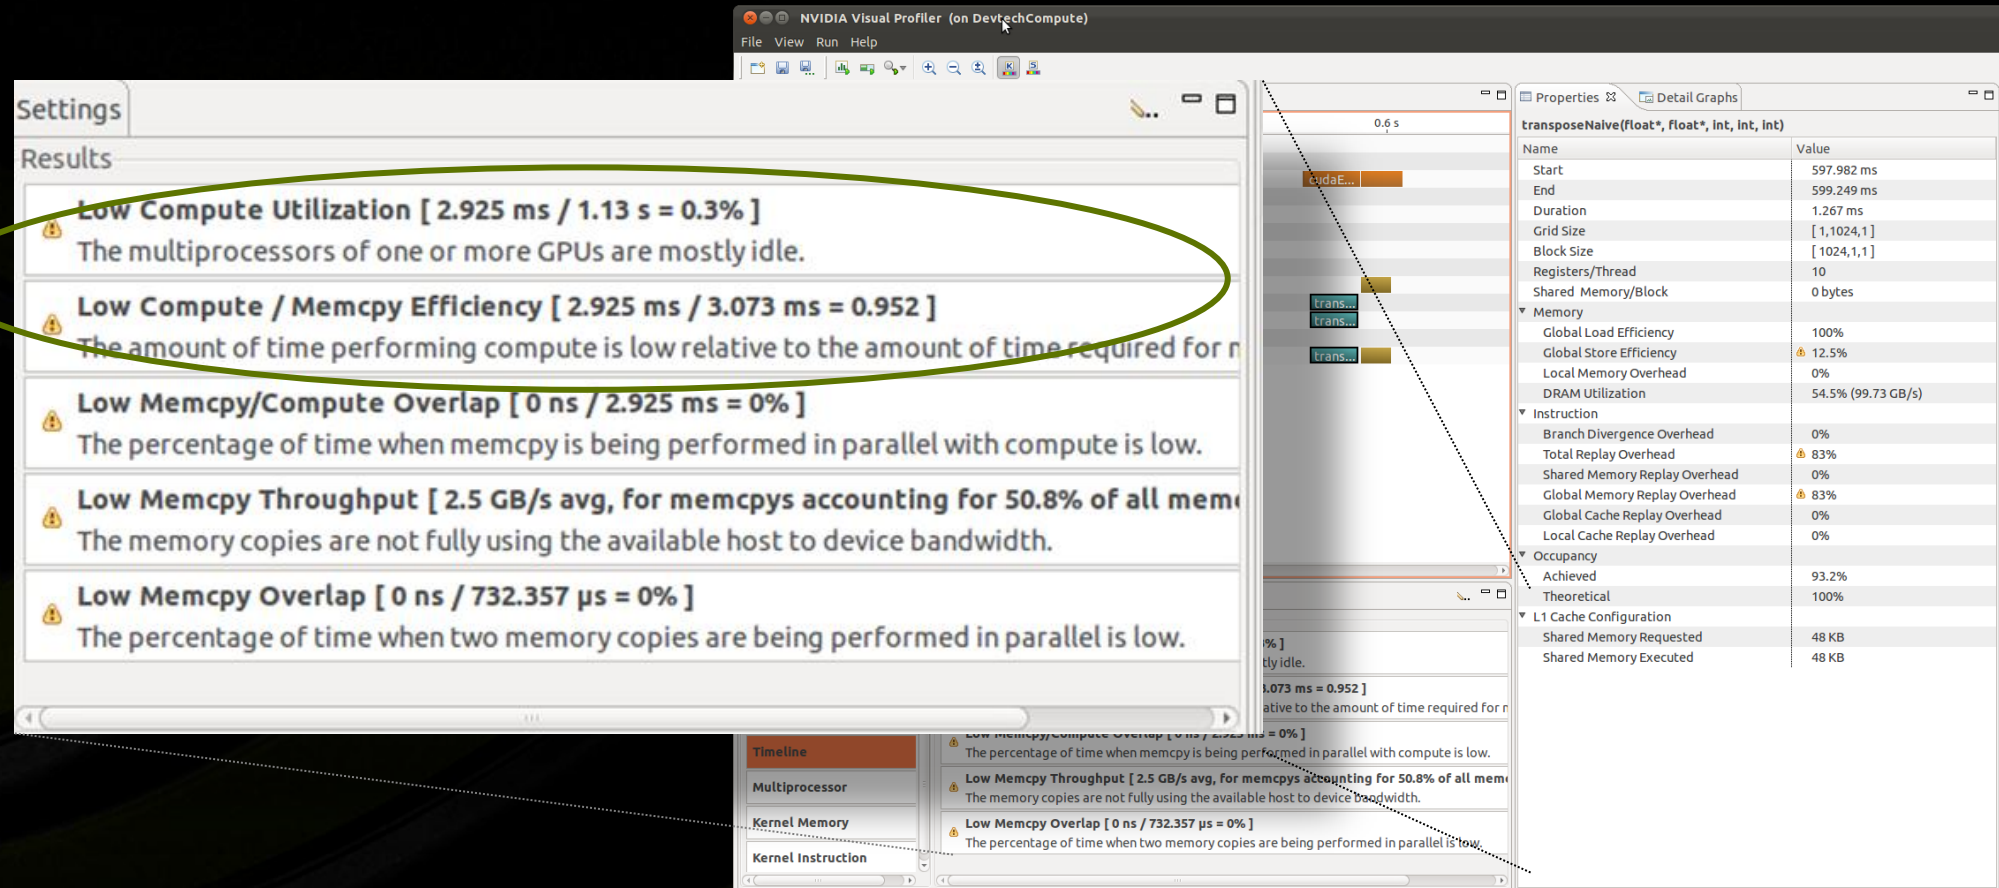 NVIDIA Visual Profiler (on DevtechCompute)
File View Run Help
Settings
Results
Low Compute Utilization [ 2.925 ms / 1.13 s = 0.3% ]
The multiprocessors of one or more GPUs are mostly idle.
Low Compute / Memcpy Efficiency [ 2.925 ms / 3.073 ms = 0.952 ]
The amount of time performing compute is low relative to the amount of time required for
Low Memcpy/Compute Overlap [ 0 ns / 2.925 ms = 0% ]
The percentage of time when memcpy is being performed in parallel with compute is low.
Low Memcpy Throughput [ 2.5 GB/s avg, for memcpys accounting for 50.8% of all
The memory copies are not fully using the available host to device bandwidth.
Low Memcpy Overlap [ 0 ns / 732.357 µs = 0% ]
The percentage of time when two memory copies are being performed in parallel is low.
0.6 s
cudaE...
trans...
trans...
trans...
Properties Detail Graphs
transposeNaive(float*, float*, int, int, int)
Name Value
Start 597.982 ms
End 599.249 ms
Duration 1.267 ms
Grid Size [ 1,1024,1 ]
Block Size [ 1024,1,1 ]
Registers/Thread 10
Shared Memory/Block 0 bytes
Memory
Global Load Efficiency 100%
Global Store Efficiency 12.5%
Local Memory Overhead 0%
DRAM Utilization 54.5% (99.73 GB/s)
Instruction
Branch Divergence Overhead 0%
Total Replay Overhead 83%
Shared Memory Replay Overhead 0%
Global Memory Replay Overhead 83%
Global Cache Replay Overhead 0%
Local Cache Replay Overhead 0%
Occupancy
Achieved 93.2%
Theoretical 100%
L1 Cache Configuration
Shared Memory Requested 48 KB
Shared Memory Executed 48 KB
% ]
tly idle.
3.073 ms = 0.952 ]
ative to the amount of time required for
Low Memcpy/Compute Overlap [ 0 ns / 2.925 ms = 0% ]
The percentage of time when memcpy is being performed in parallel with compute is low.
Low Memcpy Throughput [ 2.5 GB/s avg, for memcpys accounting for 50.8% of all
The memory copies are not fully using the available host to device bandwidth.
Low Memcpy Overlap [ 0 ns / 732.357 µs = 0% ]
The percentage of time when two memory copies are being performed in parallel is low.
Timeline
Multiprocessor
Kernel Memory
Kernel Instruction